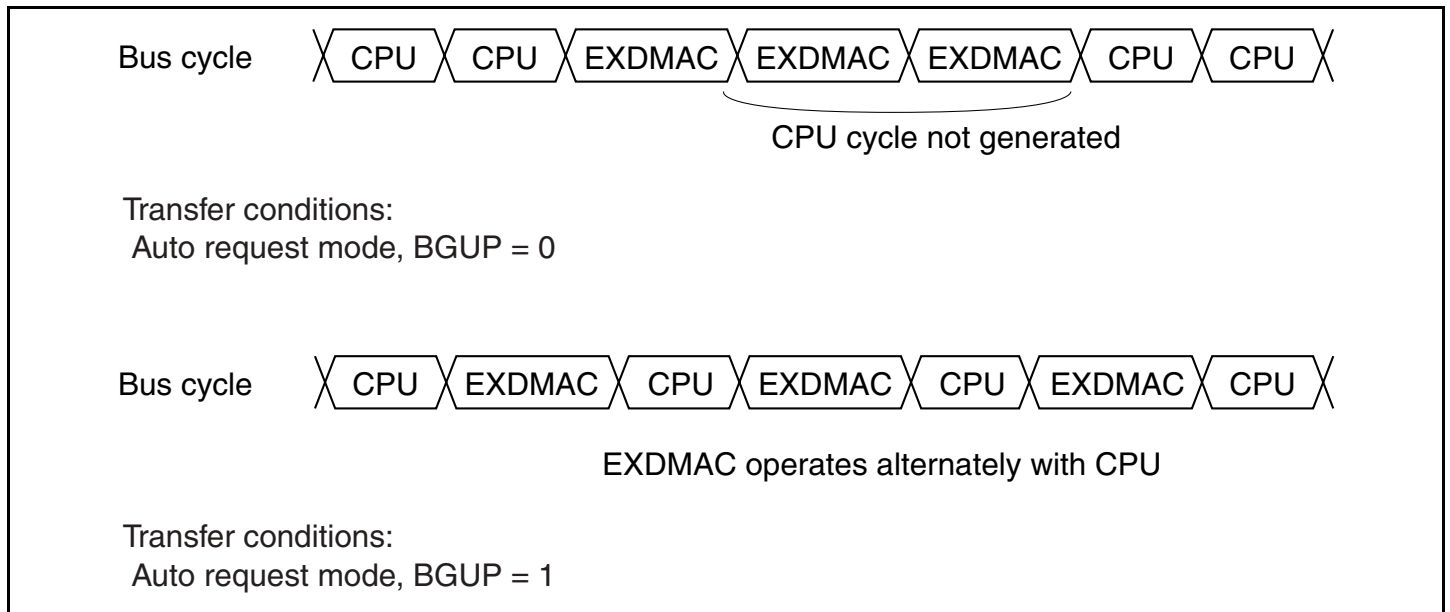 Bus cycle CPU CPU EXDMAC EXDMAC EXDMAC CPU CPU
CPU cycle not generated
Transfer conditions:
Auto request mode, BGUP = 0
Bus cycle CPU EXDMAC CPU EXDMAC CPU EXDMAC CPU
EXDMAC operates alternately with CPU
Transfer conditions:
Auto request mode, BGUP = 1